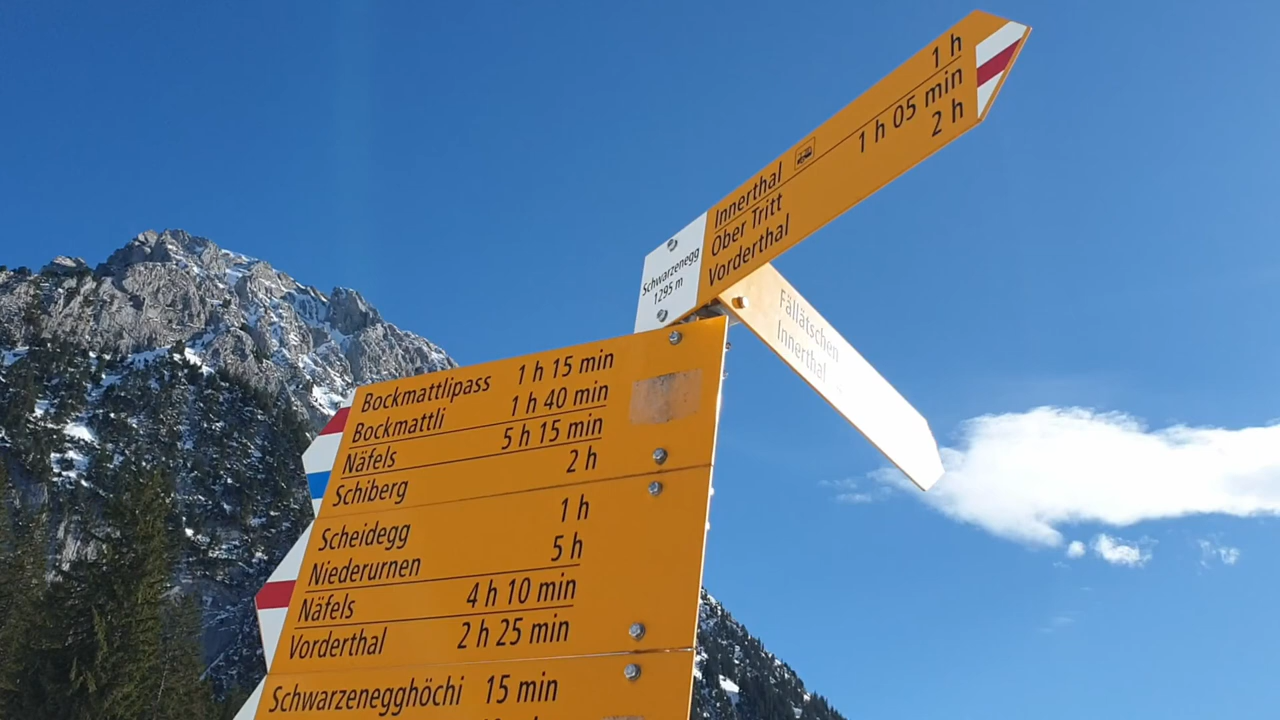 Innerthal 1 h
Ober Tritt 1 h 05 min
Vorderthal 2 h
Schwarzenegg
1295 m
Fällätschen
Innerthal
Bockmattlipass 1 h 15 min
Bockmattli 1 h 40 min
Näfels 5 h 15 min
Schiberg 2 h
Scheidegg 1 h
Niederurnen 5 h
Näfels 4 h 10 min
Vorderthal 2 h 25 min
Schwarzenegghöchi 15 min